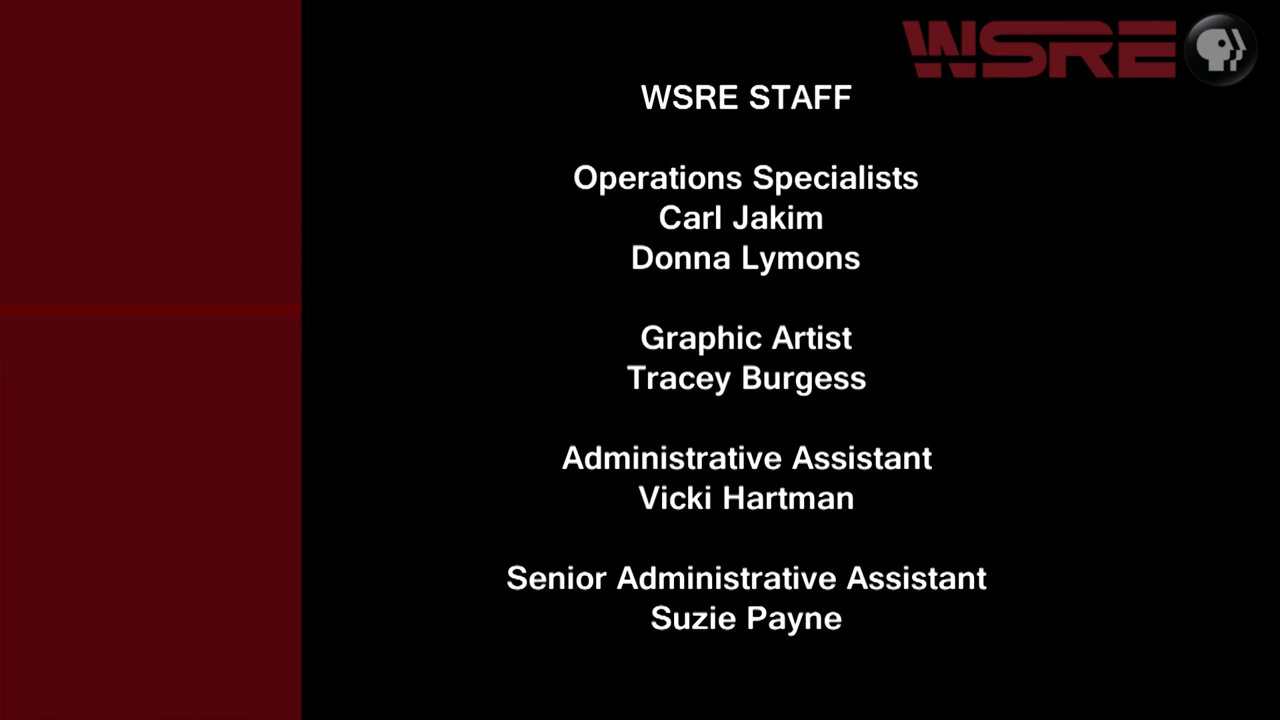 WSRE
WSRE STAFF
Operations Specialists
Carl Jakim
Donna Lymons
Graphic Artist
Tracey Burgess
Administrative Assistant
Vicki Hartman
Senior Administrative Assistant
Suzie Payne